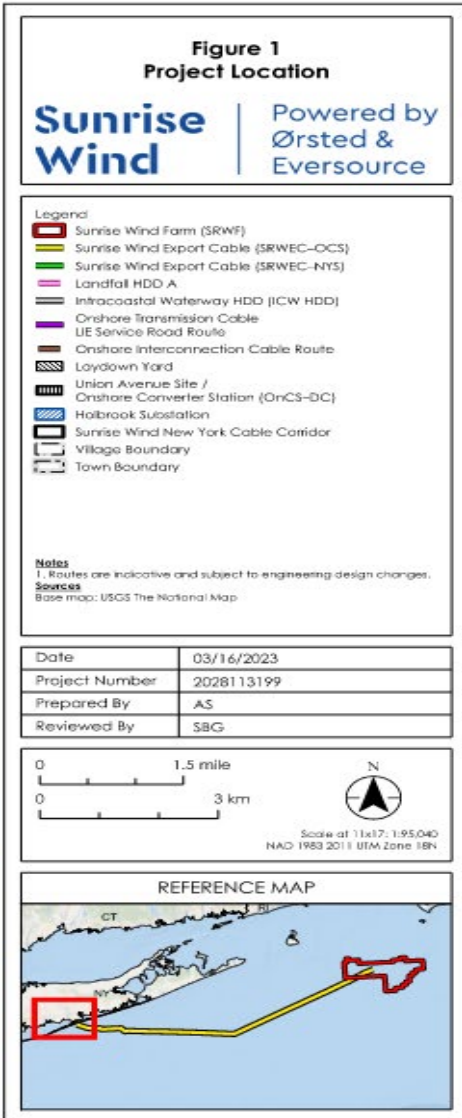 Figure 1
Project Location
Sunrise
Wind
Powered by
Ørsted &
Eversource
Legend
Sunrise Wind Farm (SRWF)
Sunrise Wind Export Cable (SRWEC–OCS)
Sunrise Wind Export Cable (SRWEC–NYS)
Landfall HDD A
Intracoastal Waterway HDD (ICW HDD)
Onshore Transmission Cable
LIE Service Road Route
Onshore Interconnection Cable Route
Laydown Yard
Union Avenue Site /
Onshore Converter Station (OnCS–DC)
Holbrook Substation
Sunrise Wind New York Cable Corridor
Village Boundary
Town Boundary
Notes
1. Routes are indicative and subject to engineering design changes.
Sources
Base map: USGS The National Map
Date 03/16/2023
Project Number 2028113199
Prepared By AS
Reviewed By SBG
0 1.5 mile
0 3 km
N
Scale at 11x17: 1:95,040
NAD 1983 2011 UTM Zone 18N
REFERENCE MAP
CT
RI
NY